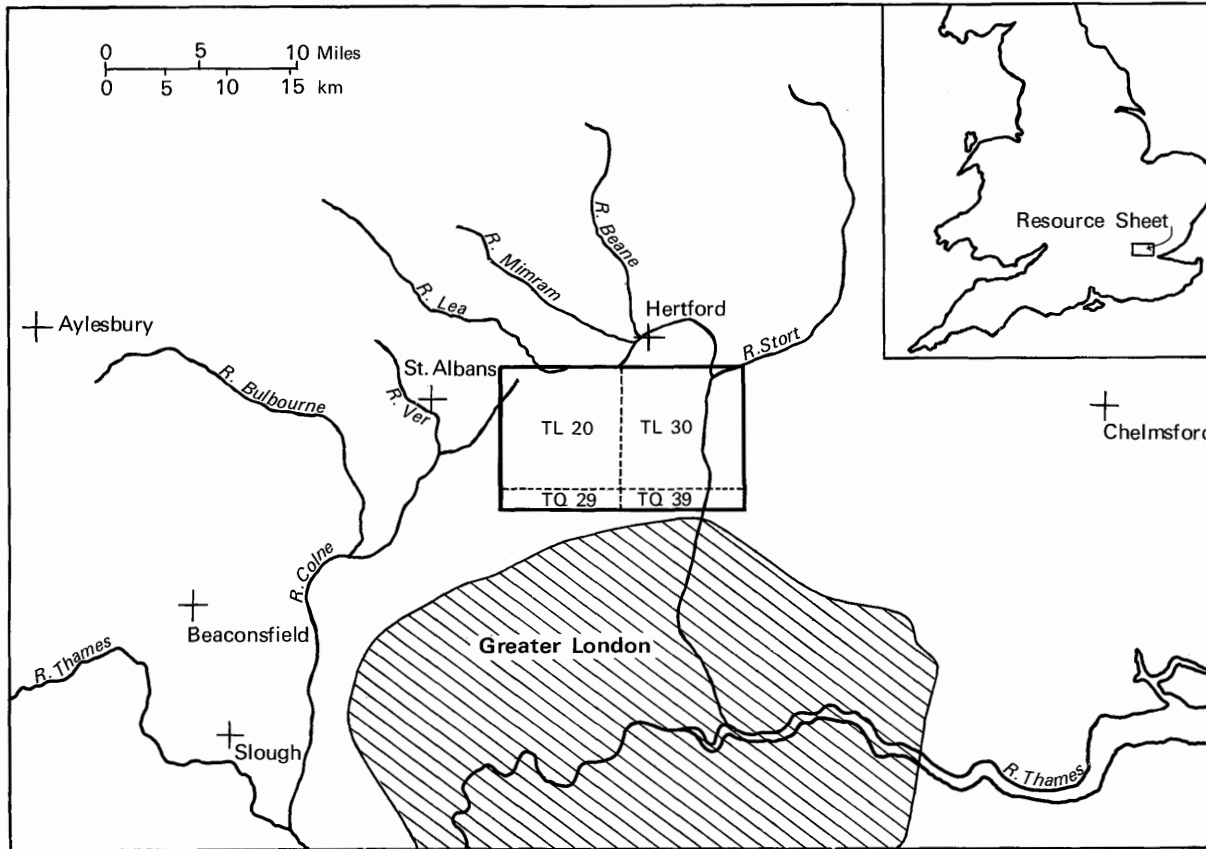 0 5 10 Miles
0 5 10 15 km
Resource Sheet
R. Beane
R. Mimram
R. Lea
Hertford
Aylesbury
R. Stort
St. Albans
R. Bulbourne
R. Ver
TL 20
TL 30
Chelmsford
TQ 29
TQ 39
R. Colne
Beaconsfield
Greater London
R. Thames
Slough
R. Thames